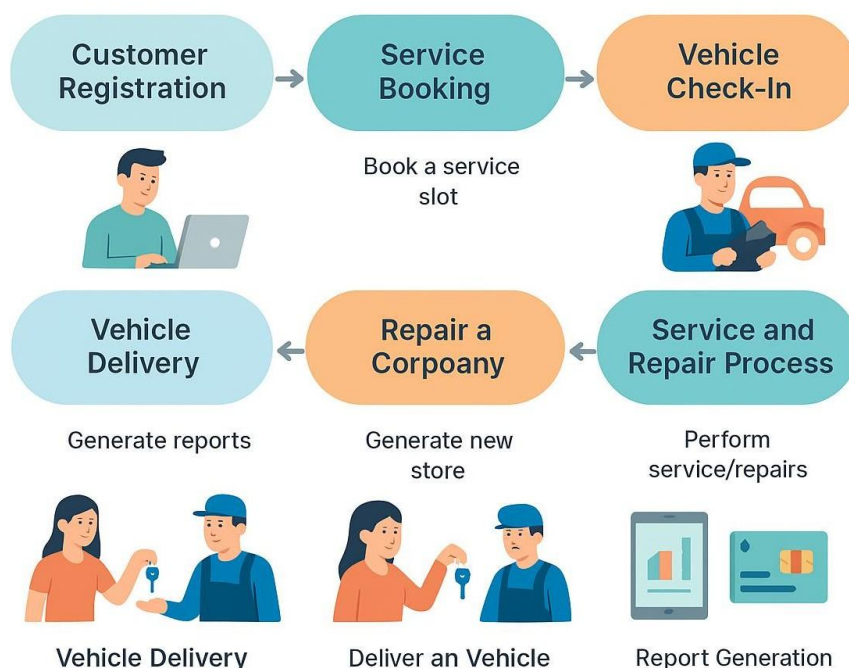 Customer
Registration
Service
Booking
Vehicle
Check-In
Book a service
slot
Vehicle
Delivery
Repair a
Corpoany
Service and
Repair Process
Generate reports
Generate new
store
Perform
service/repairs
Vehicle Delivery
Deliver an Vehicle
Report Generation